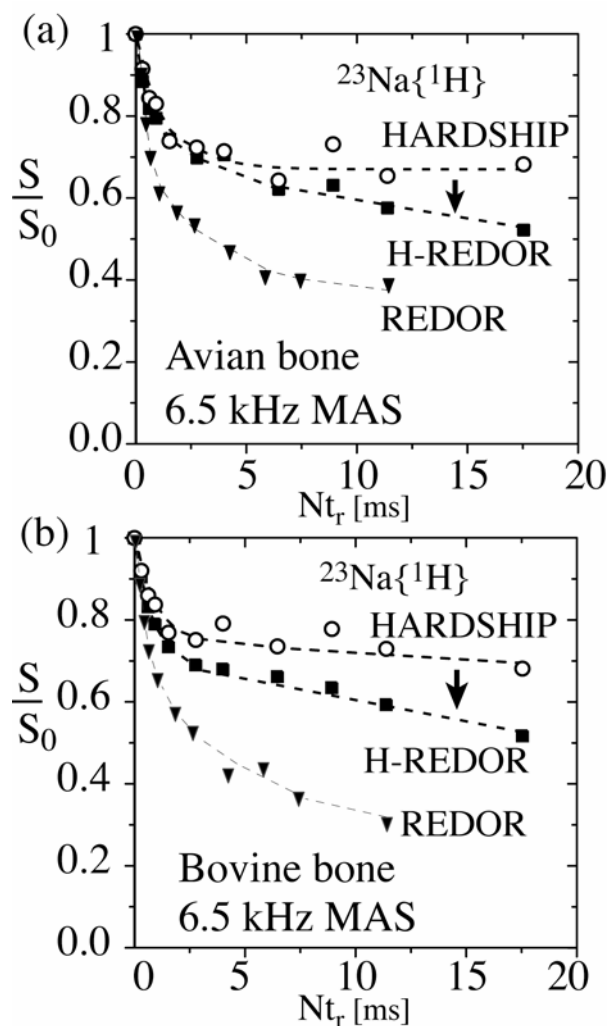 (a)
1
0.8
0.6
0.4
0.2
0.0
S
S₀
²³Na{¹H}
HARDSHIP
H-REDOR
REDOR
Avian bone
6.5 kHz MAS
0 5 10 15 20
Ntᵣ [ms]
(b)
1
0.8
0.6
0.4
0.2
0.0
S
S₀
²³Na{¹H}
HARDSHIP
H-REDOR
REDOR
Bovine bone
6.5 kHz MAS
0 5 10 15 20
Ntᵣ [ms]